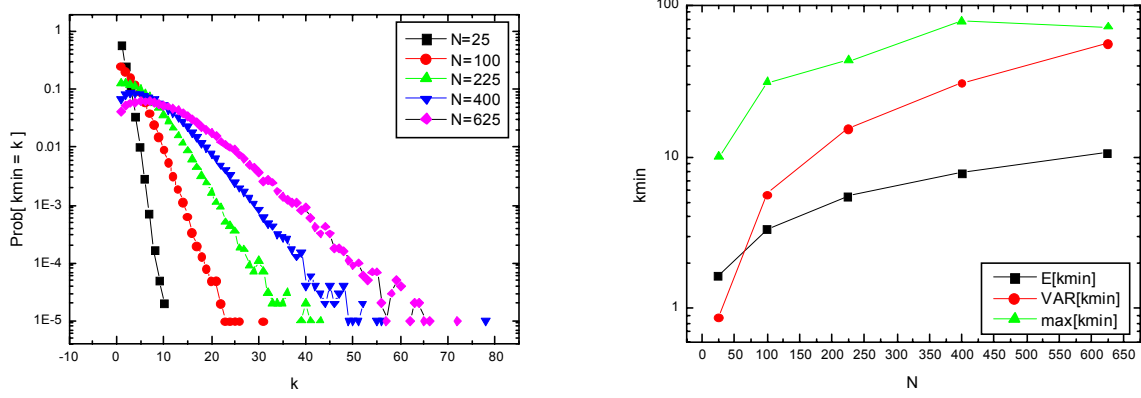 1
0.1
0.01
1E-3
1E-4
1E-5
Prob[ kmin = k ]
-10 0 10 20 30 40 50 60 70 80
k
N=25
N=100
N=225
N=400
N=625
100
10
1
kmin
0 50 100 150 200 250 300 350 400 450 500 550 600 650
N
E[kmin]
VAR[kmin]
max[kmin]